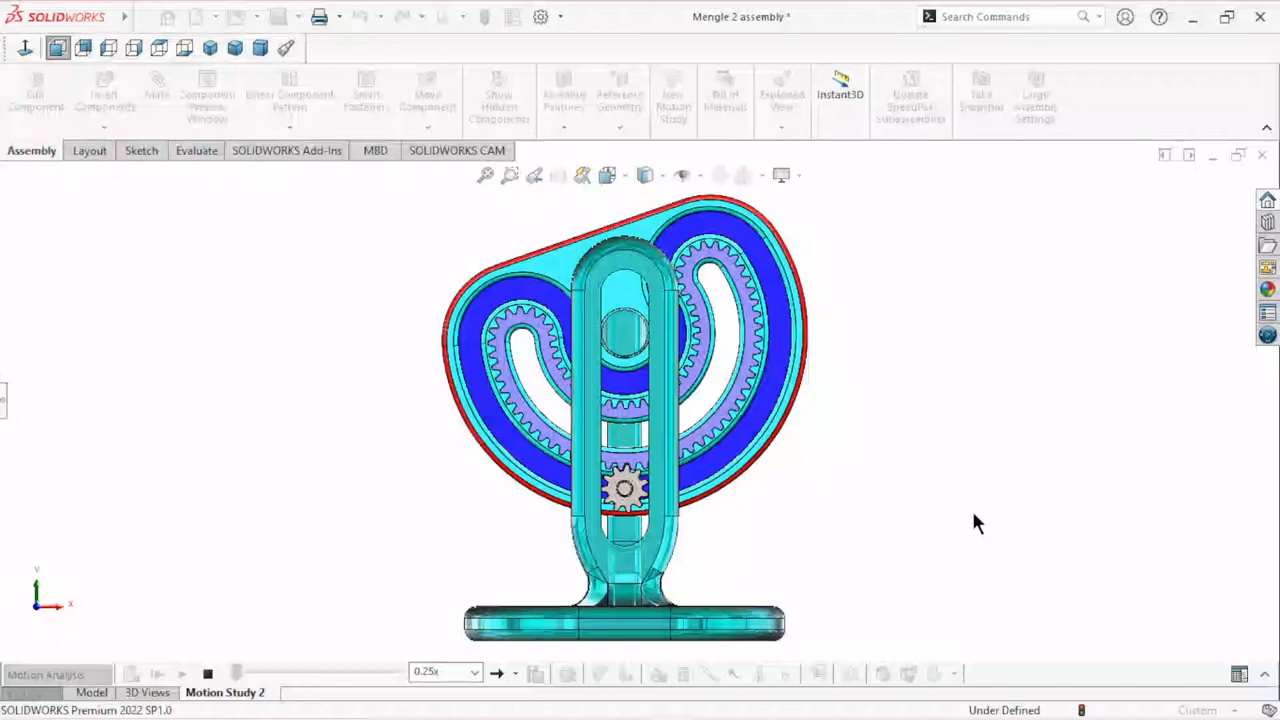 SOLIDWORKS
Mengle 2 assembly *
Search Commands
Edit Component
Insert Components
Mate
Component Preview Window
Linear Component Pattern
Smart Fasteners
Move Component
Show Hidden Components
Assembly Features
Reference Geometry
New Motion Study
Bill of Materials
Exploded View
Instant3D
Update SpeedPak Subassemblies
Take Snapshot
Large Assembly Settings
Assembly
Layout
Sketch
Evaluate
SOLIDWORKS Add-Ins
MBD
SOLIDWORKS CAM
Y
X
Motion Analysis
0.25x
Model
3D Views
Motion Study 2
SOLIDWORKS Premium 2022 SP1.0
Under Defined
Custom